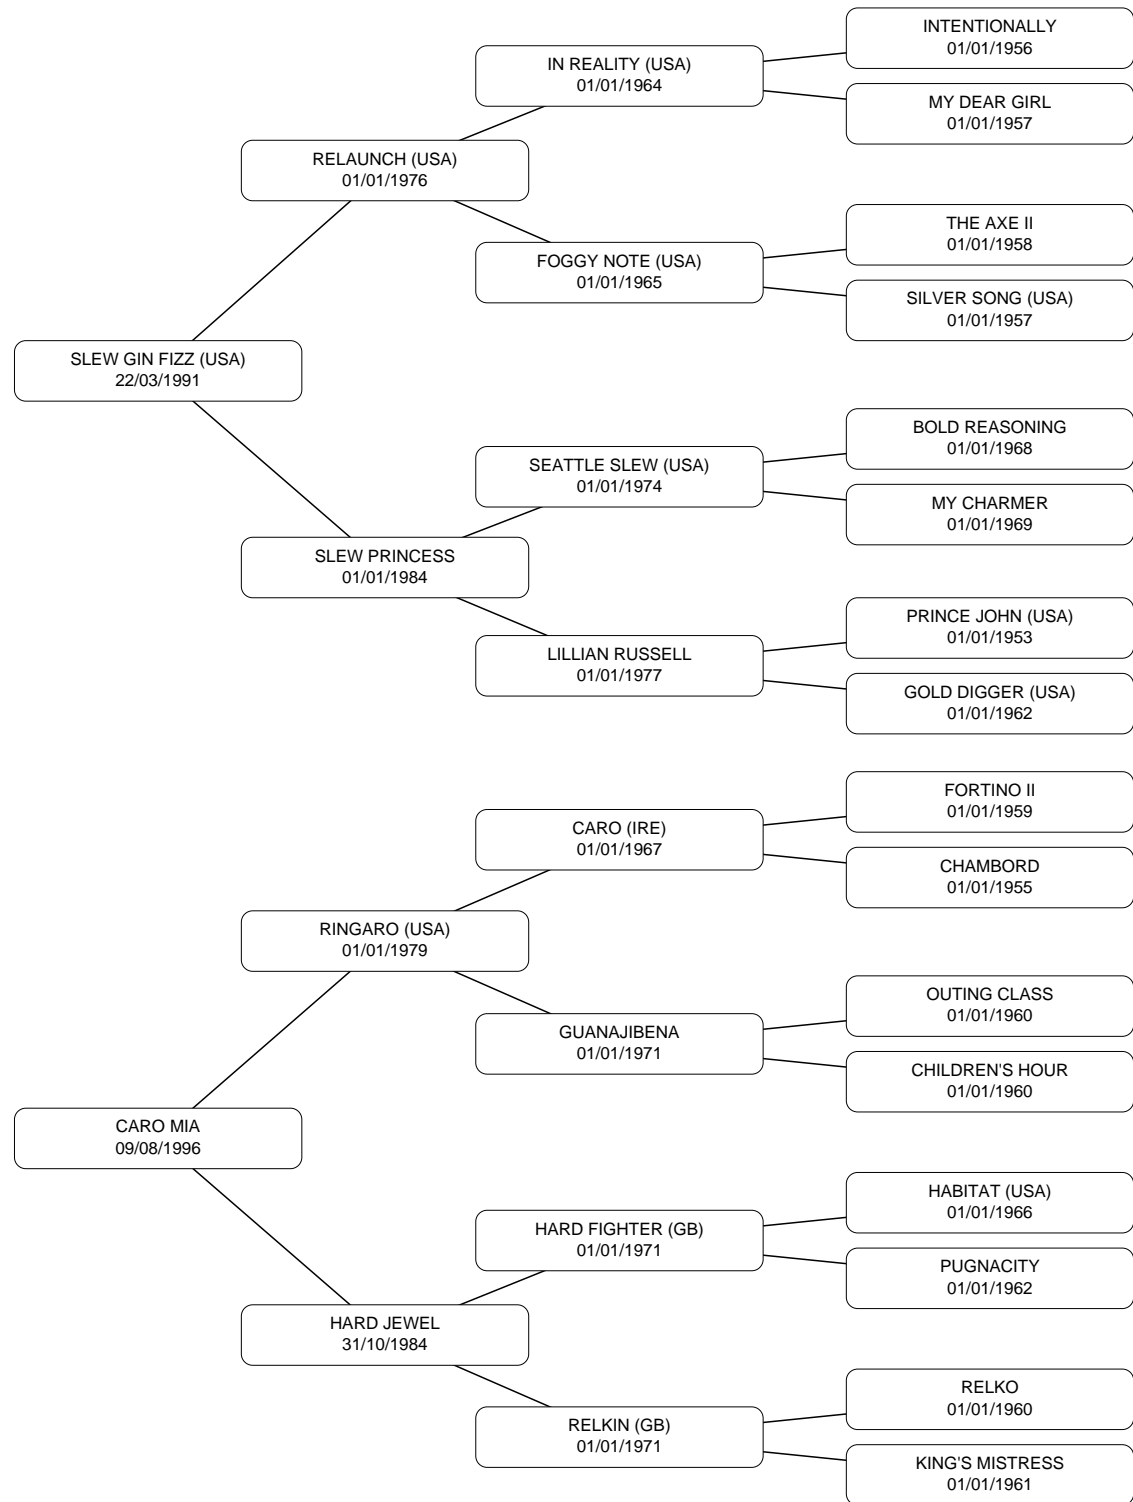 INTENTIONALLY
01/01/1956
IN REALITY (USA)
01/01/1964
MY DEAR GIRL
01/01/1957
RELAUNCH (USA)
01/01/1976
THE AXE II
01/01/1958
FOGGY NOTE (USA)
01/01/1965
SILVER SONG (USA)
01/01/1957
SLEW GIN FIZZ (USA)
22/03/1991
BOLD REASONING
01/01/1968
SEATTLE SLEW (USA)
01/01/1974
MY CHARMER
01/01/1969
SLEW PRINCESS
01/01/1984
PRINCE JOHN (USA)
01/01/1953
LILLIAN RUSSELL
01/01/1977
GOLD DIGGER (USA)
01/01/1962
FORTINO II
01/01/1959
CARO (IRE)
01/01/1967
CHAMBORD
01/01/1955
RINGARO (USA)
01/01/1979
OUTING CLASS
01/01/1960
GUANAJIBENA
01/01/1971
CHILDREN'S HOUR
01/01/1960
CARO MIA
09/08/1996
HABITAT (USA)
01/01/1966
HARD FIGHTER (GB)
01/01/1971
PUGNACITY
01/01/1962
HARD JEWEL
31/10/1984
RELKO
01/01/1960
RELKIN (GB)
01/01/1971
KING'S MISTRESS
01/01/1961